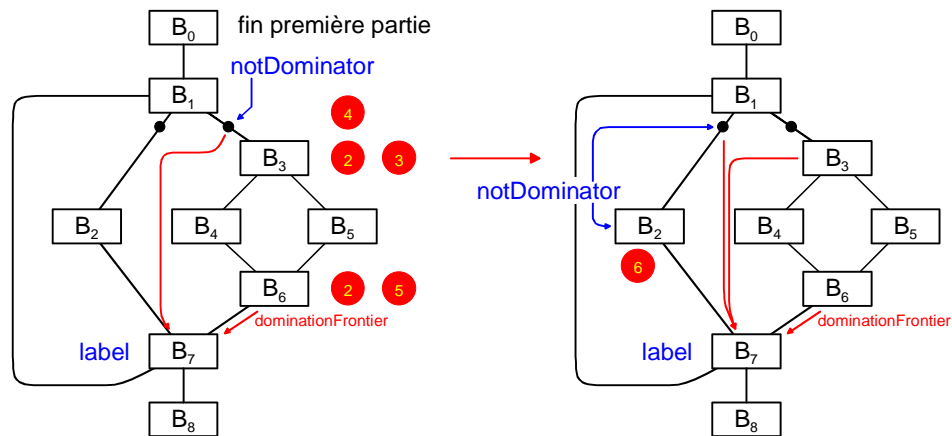 B0 fin première partie B0
notDominator
B1 B1
4
B3 2 3 B3
notDominator
B2 B4 B5 B2 B4 B5
6
B6 2 5 B6
dominationFrontier dominationFrontier
label B7 label B7
B8 B8